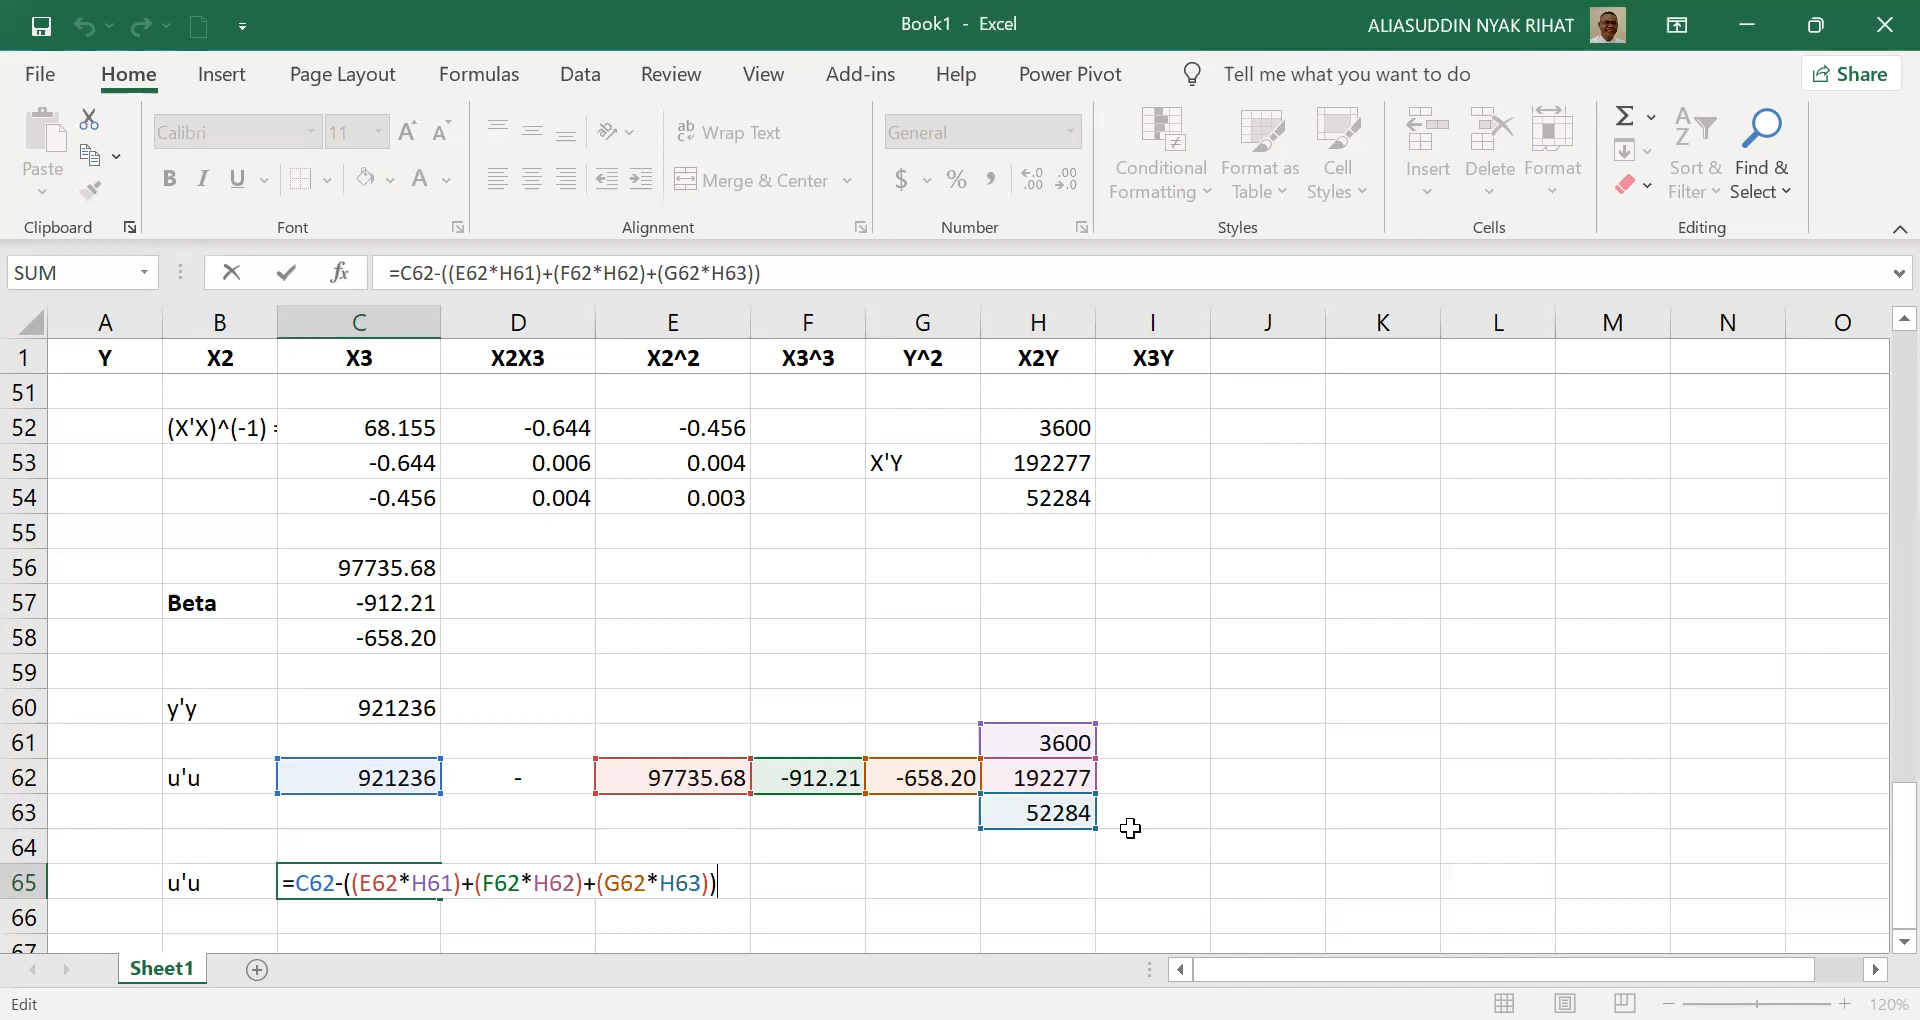 Book1 - Excel
ALIASUDDIN NYAK RIHAT
File Home Insert Page Layout Formulas Data Review View Add-ins Help Power Pivot Tell me what you want to do Share
Calibri 11 A A ab c Wrap Text General
Paste B I U A Merge & Center $ % , .00 .00
Conditional Formatting Format as Table Cell Styles Insert Delete Format Sort & Filter Find & Select
Clipboard Font Alignment Number Styles Cells Editing
SUM fx =C62-((E62*H61)+(F62*H62)+(G62*H63))
A B C D E F G H I J K L M N O
1 Y X2 X3 X2X3 X2^2 X3^3 Y^2 X2Y X3Y
51
52 (X'X)^(-1) 68.155 -0.644 -0.456 3600
53 -0.644 0.006 0.004 X'Y 192277
54 -0.456 0.004 0.003 52284
55
56 97735.68
57 Beta -912.21
58 -658.20
59
60 y'y 921236
61 3600
62 u'u 921236 - 97735.68 -912.21 -658.20 192277
63 52284
64
65 u'u =C62-((E62*H61)+(F62*H62)+(G62*H63))
66
67
Sheet1
Edit 120%